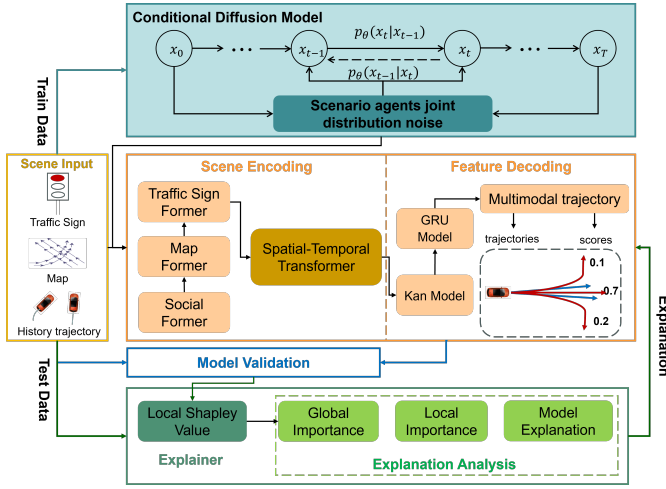 Conditional Diffusion Model
x₀
...
xₜ₋₁
pθ(xₜ|xₜ₋₁)
xₜ
...
x_T
pθ(xₜ₋₁|xₜ)
Scenario agents joint
distribution noise
Train Data
Scene Input
Traffic Sign
Map
History trajectory
Scene Encoding
Traffic Sign
Former
Map
Former
Social
Former
Spatial-Temporal
Transformer
Feature Decoding
GRU
Model
Kan Model
Multimodal trajectory
trajectories
scores
0.1
0.7
0.2
Explanation
Test Data
Model Validation
Local Shapley
Value
Explainer
Global
Importance
Local
Importance
Model
Explanation
Explanation Analysis